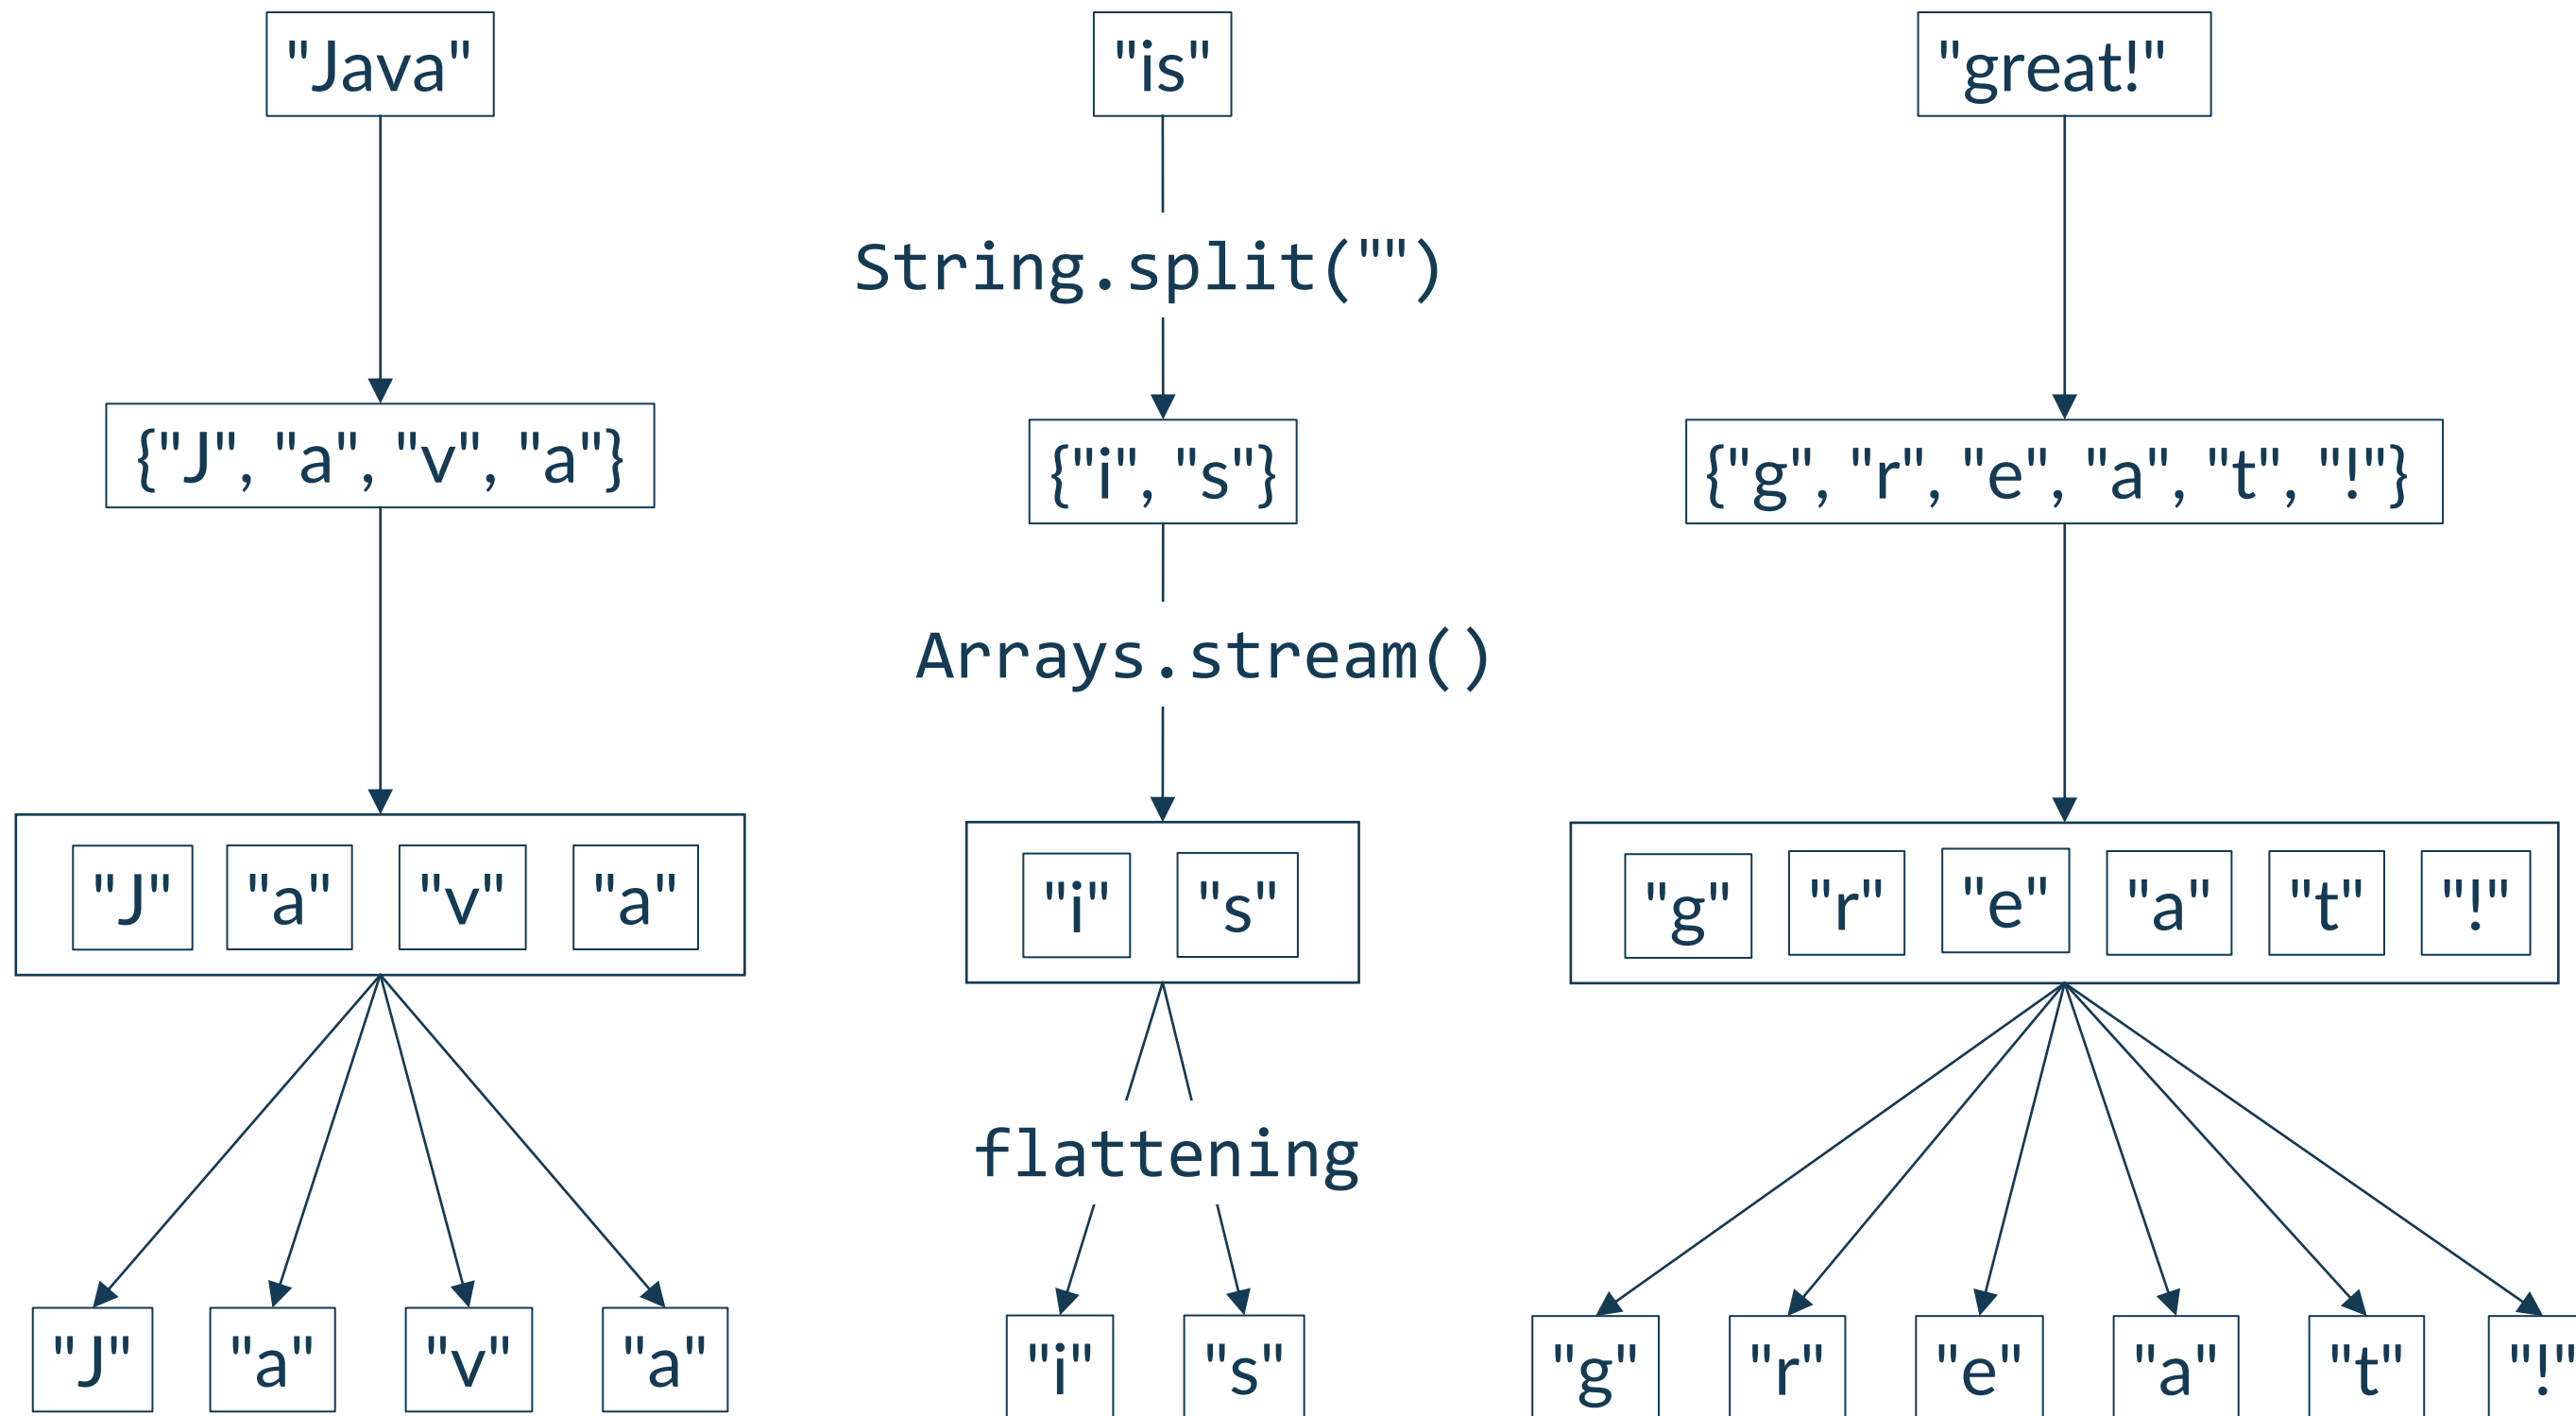 "Java" "is" "great!"
String.split("")
{"J", "a", "v", "a"} {"i", "s"} {"g", "r", "e", "a", "t", "!"}
Arrays.stream()
"J" "a" "v" "a" "i" "s" "g" "r" "e" "a" "t" "!"
flattening
"J" "a" "v" "a" "i" "s" "g" "r" "e" "a" "t" "!"